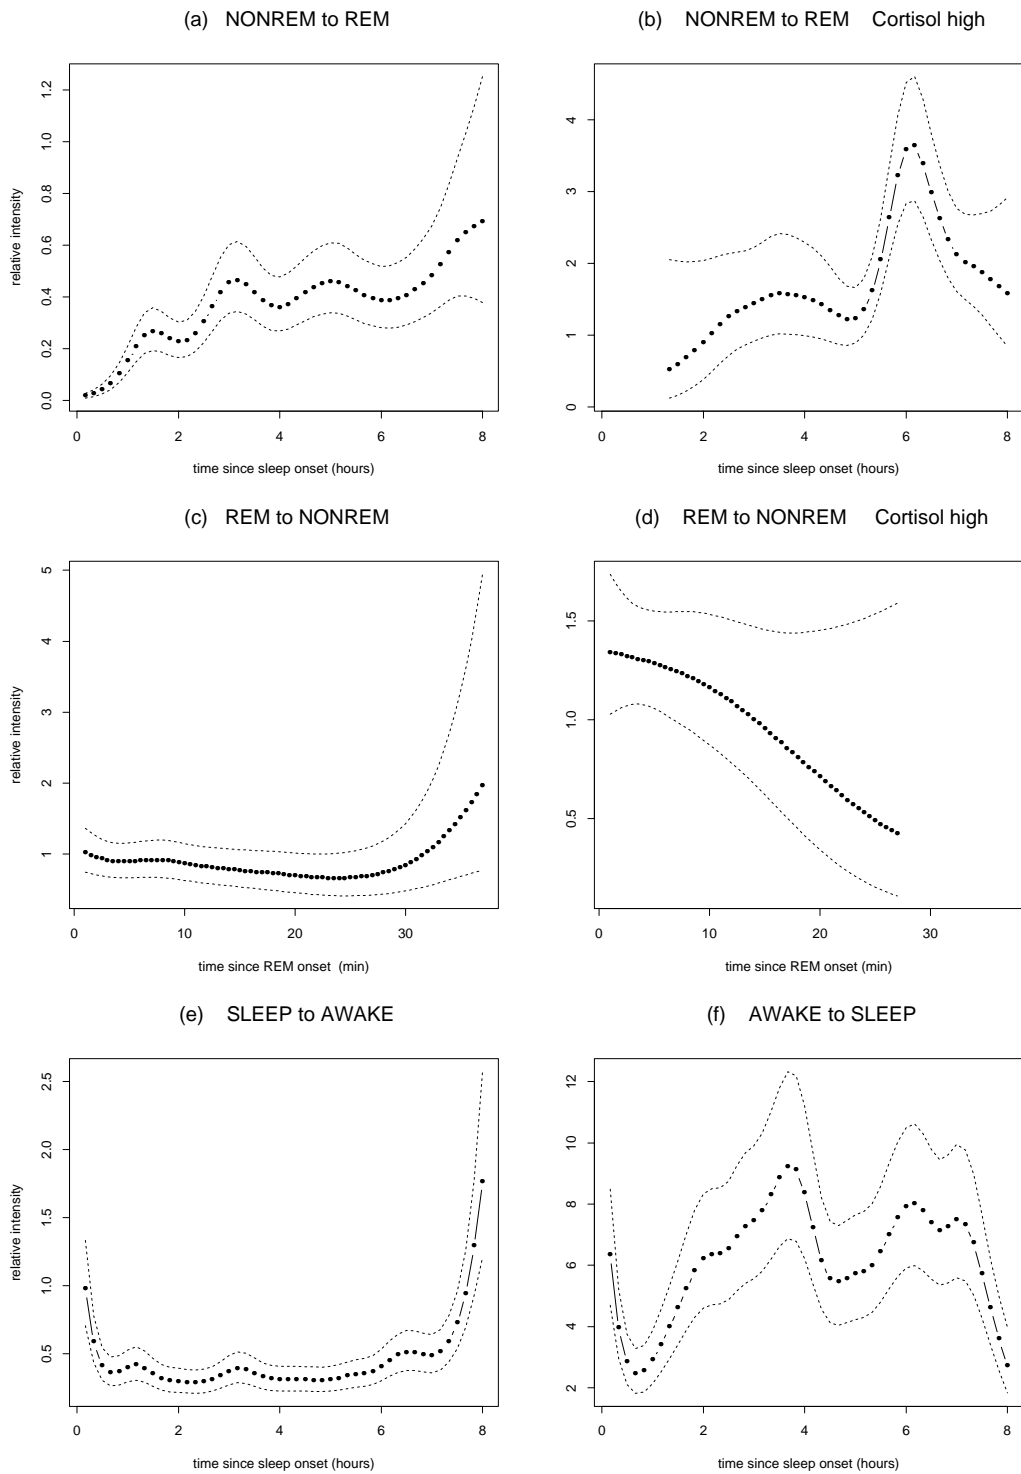 (a) NONREM to REM
(b) NONREM to REM Cortisol high
relative intensity
0.0 0.2 0.4 0.6 0.8 1.0 1.2
0 2 4 6 8
time since sleep onset (hours)
0 1 2 3 4
0 2 4 6 8
time since sleep onset (hours)
(c) REM to NONREM
(d) REM to NONREM Cortisol high
relative intensity
1 2 3 4 5
0 10 20 30
time since REM onset (min)
0.5 1.0 1.5
0 10 20 30
time since REM onset (min)
(e) SLEEP to AWAKE
(f) AWAKE to SLEEP
relative intensity
0.5 1.0 1.5 2.0 2.5
0 2 4 6 8
time since sleep onset (hours)
2 4 6 8 10 12
0 2 4 6 8
time since sleep onset (hours)